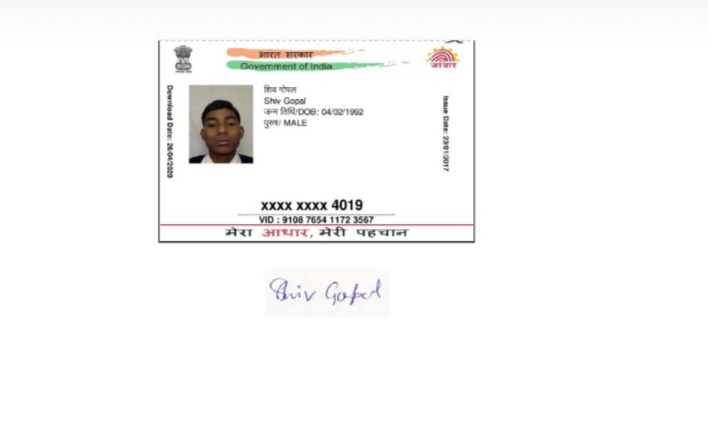 भारत सरकार
Government of India
आधार
Download Date: 26/04/2020
शिव गोपाल
Shiv Gopal
जन्म तिथि/DOB: 04/02/1992
पुरुष/ MALE
Issue Date: 23/01/2017
xxxx xxxx 4019
VID : 9108 7654 1172 3567
मेरा आधार, मेरी पहचान
Shiv Gopal